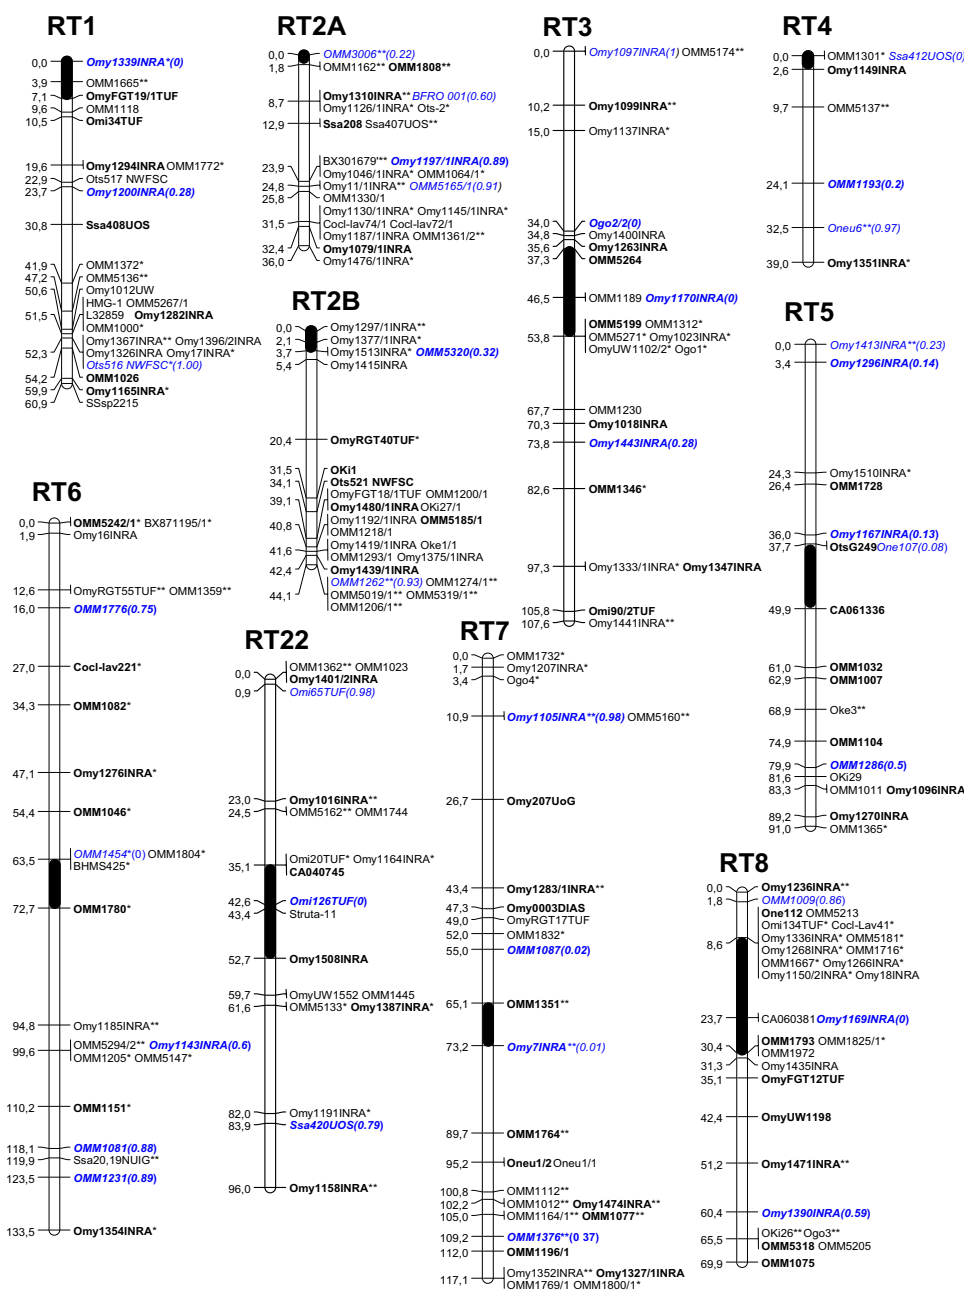 RT1
0,0 Omy1339INRA*(0)
3,9 OMM1665**
7,1 OmyFGT19/1TUF
9,6 OMM1118
10,5 Omi34TUF
19,6 Omy1294INRA OMM1772*
22,9 Ots517 NWFSC
23,7 Omy1200INRA(0.28)
30,8 Ssa408UOS
41,9 OMM1372*
47,2 OMM5136**
50,6 Omy1012UW
HMG-1 OMM5267/1
51,5 L32859 Omy1282INRA
OMM1000*
Omy1367INRA** Omy1396/2INRA
52,3 Omy1326INRA Omy17INRA*
Ots516 NWFSC*(1.00)
54,2 OMM1026
59,9 Omy1165INRA*
60,9 SSsp2215
RT2A
0,0 OMM3006**(0.22)
1,8 OMM1162** OMM1808**
8,7 Omy1310INRA** BFRO 001(0.60)
Omy1126/1INRA* Ots-2*
12,9 Ssa208 Ssa407UOS**
BX301679'** Omy1197/1INRA(0.89)
23,9 Omy1046/1INRA* OMM1064/1*
24,8 Omy11/1INRA** OMM5165/1(0.91)
25,8 OMM1330/1
Omy1130/1INRA* Omy1145/1INRA*
31,5 Cocl-lav74/1 Cocl-lav72/1
Omy1187/1INRA OMM1361/2**
32,4 Omy1079/1INRA
36,0 Omy1476/1INRA*
RT2B
0,0 Omy1297/1INRA**
2,1 Omy1377/1INRA*
3,7 Omy1513INRA* OMM5320(0.32)
5,4 Omy1415INRA
20,4 OmyRGT40TUF*
31,5 OKi1
34,1 Ots521 NWFSC
OmyFGT18/1TUF OMM1200/1
39,1 Omy1480/1INRA OKi27/1
40,8 Omy1192/1INRA OMM5185/1
OMM1218/1
41,6 Omy1419/1INRA Oke1/1
OMM1293/1 Omy1375/1INRA
42,4 Omy1439/1INRA
OMM1262**(0.93) OMM1274/1**
44,1 OMM5019/1** OMM5319/1**
OMM1206/1**
RT3
0,0 Omy1097INRA(1) OMM5174**
10,2 Omy1099INRA**
15,0 Omy1137INRA*
34,0 Ogo2/2(0)
34,8 Omy1400INRA
35,6 Omy1263INRA
37,3 OMM5264
46,5 OMM1189 Omy1170INRA(0)
OMM5199 OMM1312*
53,8 OMM5271* Omy1023INRA*
OmyUW1102/2* Ogo1*
67,7 OMM1230
70,3 Omy1018INRA
73,8 Omy1443INRA(0.28)
82,6 OMM1346*
97,3 Omy1333/1INRA* Omy1347INRA
105,8 Omi90/2TUF
107,6 Omy1441INRA**
RT4
0,0 OMM1301* Ssa412UOS(0)
2,6 Omy1149INRA
9,7 OMM5137**
24,1 OMM1193(0.2)
32,5 Oneu6**(0.97)
39,0 Omy1351INRA*
RT5
0,0 Omy1413INRA**(0.23)
3,4 Omy1296INRA(0.14)
24,3 Omy1510INRA*
26,4 OMM1728
36,0 Omy1167INRA(0.13)
37,7 OtsG249 One107(0.08)
49,9 CA061336
61,0 OMM1032
62,9 OMM1007
68,9 Oke3**
74,9 OMM1104
79,9 OMM1286(0.5)
81,6 OKi29
83,3 OMM1011 Omy1096INRA
89,2 Omy1270INRA
91,0 OMM1365*
RT6
0,0 OMM5242/1* BX871195/1*
1,9 Omy16INRA
12,6 OmyRGT55TUF** OMM1359**
16,0 OMM1776(0.75)
27,0 Cocl-lav221*
34,3 OMM1082*
47,1 Omy1276INRA*
54,4 OMM1046*
63,5 OMM1454*(0) OMM1804*
BHMS425*
72,7 OMM1780*
94,8 Omy1185INRA**
99,6 OMM5294/2** Omy1143INRA(0.6)
OMM1205* OMM5147*
110,2 OMM1151*
118,1 OMM1081(0.88)
119,9 Ssa20,19NUIG**
123,5 OMM1231(0.89)
133,5 Omy1354INRA*
RT22
OMM1362** OMM1023
0,0 Omy1401/2INRA
0,9 Omi65TUF(0.98)
23,0 Omy1016INRA**
24,5 OMM5162** OMM1744
35,1 Omi20TUF* Omy1164INRA*
CA040745
42,6 Omi126TUF(0)
43,4 Struta-11
52,7 Omy1508INRA
59,7 OmyUW1552 OMM1445
61,6 OMM5133* Omy1387INRA*
82,0 Omy1191INRA*
83,9 Ssa420UOS(0.79)
96,0 Omy1158INRA**
RT7
0,0 OMM1732*
1,7 Omy1207INRA*
3,4 Ogo4*
10,9 Omy1105INRA**(0.98) OMM5160**
26,7 Omy207UoG
43,4 Omy1283/1INRA**
47,3 Omy0003DIAS
49,0 OmyRGT17TUF
52,0 OMM1832*
55,0 OMM1087(0.02)
65,1 OMM1351**
73,2 Omy7INRA**(0.01)
89,7 OMM1764**
95,2 Oneu1/2 Oneu1/1
100,8 OMM1112**
102,2 OMM1012** Omy1474INRA**
105,0 OMM1164/1** OMM1077**
109,2 OMM1376**(0 37)
112,0 OMM1196/1
117,1 Omy1352INRA** Omy1327/1INRA
OMM1769/1 OMM1800/1*
RT8
0,0 Omy1236INRA**
1,8 OMM1009(0.86)
One112 OMM5213
Omi134TUF* Cocl-Lav41*
8,6 Omy1336INRA* OMM5181*
Omy1268INRA* OMM1716*
OMM1667* Omy1266INRA*
Omy1150/2INRA* Omy18INRA
23,7 CA060381 Omy1169INRA(0)
30,4 OMM1793 OMM1825/1*
OMM1972
31,3 Omy1435INRA
35,1 OmyFGT12TUF
42,4 OmyUW1198
51,2 Omy1471INRA**
60,4 Omy1390INRA(0.59)
65,5 OKi26** Ogo3**
OMM5318 OMM5205
69,9 OMM1075